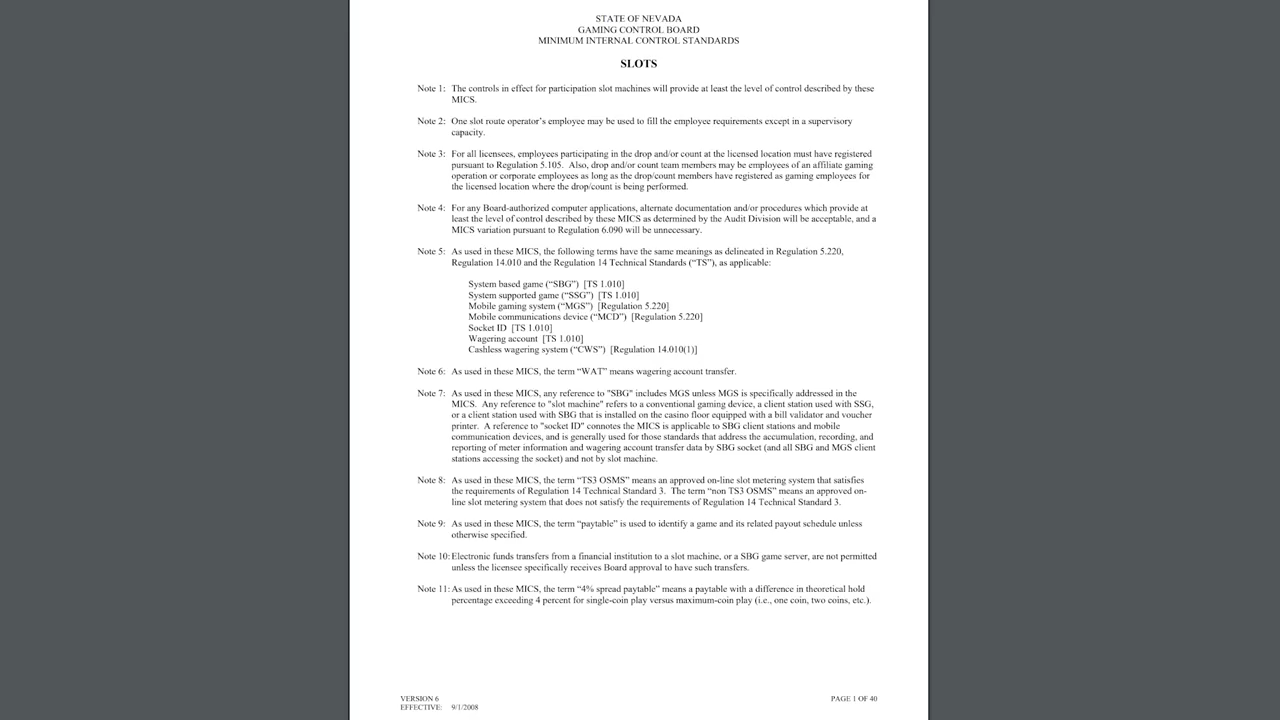 STATE OF NEVADA
GAMING CONTROL BOARD
MINIMUM INTERNAL CONTROL STANDARDS
SLOTS
Note 1: The controls in effect for participation slot machines will provide at least the level of control described by these
MICS.
Note 2: One slot route operator's employee may be used to fill the employee requirements except in a supervisory
capacity.
Note 3: For all licensees, employees participating in the drop and/or count at the licensed location must have registered
pursuant to Regulation 5.105. Also, drop and/or count team members may be employees of an affiliate gaming
operation or corporate employees as long as the drop/count members have registered as gaming employees for
the licensed location where the drop/count is being performed.
Note 4: For any Board-authorized computer applications, alternate documentation and/or procedures which provide at
least the level of control described by these MICS as determined by the Audit Division will be acceptable, and a
MICS variation pursuant to Regulation 6.090 will be unnecessary.
Note 5: As used in these MICS, the following terms have the same meanings as delineated in Regulation 5.220,
Regulation 14.010 and the Regulation 14 Technical Standards (“TS”), as applicable:
System based game (“SBG”) [TS 1.010]
System supported game (“SSG”) [TS 1.010]
Mobile gaming system (“MGS”) [Regulation 5.220]
Mobile communications device (“MCD”) [Regulation 5.220]
Socket ID [TS 1.010]
Wagering account [TS 1.010]
Cashless wagering system (“CWS”) [Regulation 14.010(1)]
Note 6: As used in these MICS, the term “WAT” means wagering account transfer.
Note 7: As used in these MICS, any reference to "SBG" includes MGS unless MGS is specifically addressed in the
MICS. Any reference to "slot machine" refers to a conventional gaming device, a client station used with SSG,
or a client station used with SBG that is installed on the casino floor equipped with a bill validator and voucher
printer. A reference to "socket ID" connotes the MICS is applicable to SBG client stations and mobile
communication devices, and is generally used for those standards that address the accumulation, recording, and
reporting of meter information and wagering account transfer data by SBG socket (and all SBG and MGS client
stations accessing the socket) and not by slot machine.
Note 8: As used in these MICS, the term “TS3 OSMS” means an approved on-line slot metering system that satisfies
the requirements of Regulation 14 Technical Standard 3. The term “non TS3 OSMS” means an approved on-
line slot metering system that does not satisfy the requirements of Regulation 14 Technical Standard 3.
Note 9: As used in these MICS, the term “paytable” is used to identify a game and its related payout schedule unless
otherwise specified.
Note 10: Electronic funds transfers from a financial institution to a slot machine, or a SBG game server, are not permitted
unless the licensee specifically receives Board approval to have such transfers.
Note 11: As used in these MICS, the term “4% spread paytable” means a paytable with a difference in theoretical hold
percentage exceeding 4 percent for single-coin play versus maximum-coin play (i.e., one coin, two coins, etc.).
VERSION 6 PAGE 1 OF 40
EFFECTIVE: 9/1/2008